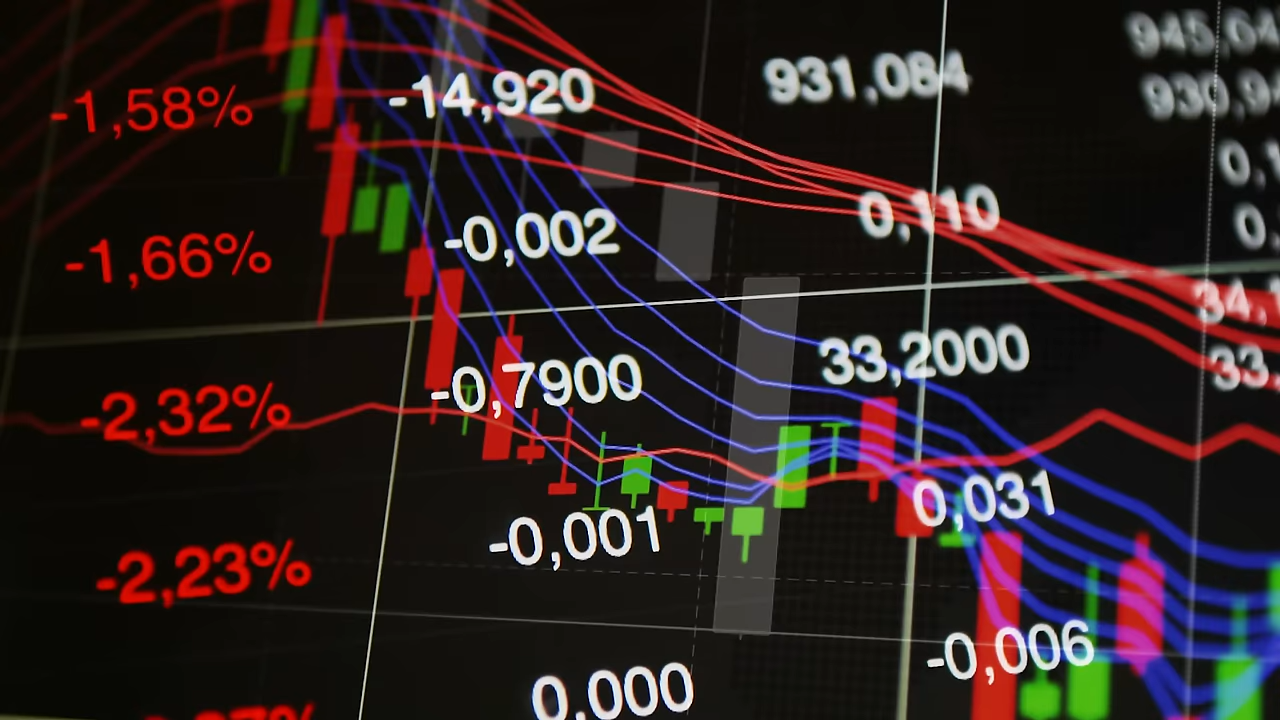 -1,58% -14,920 931,084
-1,66% -0,002 0,110
-2,32% -0,7900 33,2000
-2,23% -0,001 0,031
0,000 -0,006